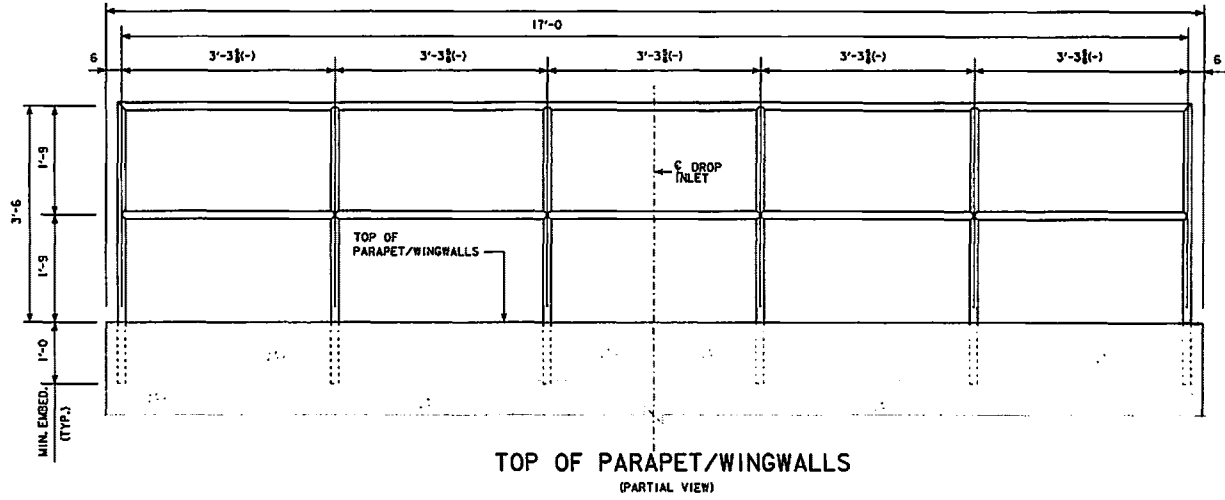 17'-0
6 3'-3⅝(-) 3'-3⅝(-) 3'-3⅝(-) 3'-3⅝(-) 3'-3⅝(-) 6
3'-6
1'-9
1'-9
1'-0
MIN. EMBED.
(TYP.)
℄ DROP
INLET
TOP OF
PARAPET/WINGWALLS
TOP OF PARAPET/WINGWALLS
(PARTIAL VIEW)